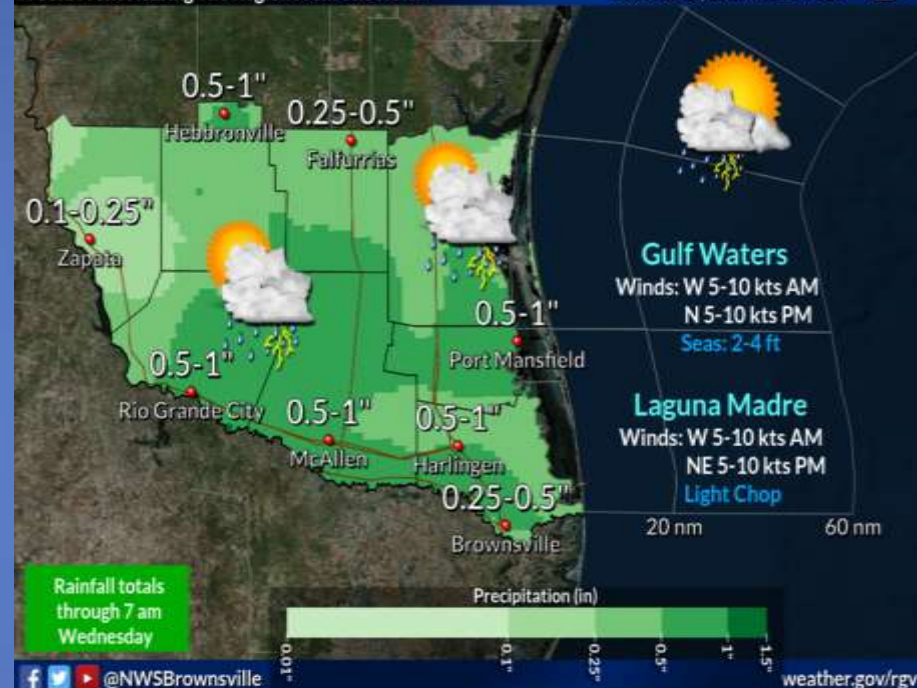 0.5-1"
Hebbronville
0.25-0.5"
Falfurrias
0.1-0.25"
Zapata
Gulf Waters
Winds: W 5-10 kts AM
N 5-10 kts PM
Seas: 2-4 ft
0.5-1"
Port Mansfield
0.5-1"
Rio Grande City
0.5-1"
McAllen
0.5-1"
Harlingen
Laguna Madre
Winds: W 5-10 kts AM
NE 5-10 kts PM
Light Chop
0.25-0.5"
Brownsville
20 nm
60 nm
Rainfall totals
through 7 am
Wednesday
Precipitation (in)
0.01"
0.1"
0.25"
0.5"
1"
1.5"
@NWSBrownsville
weather.gov/rgv